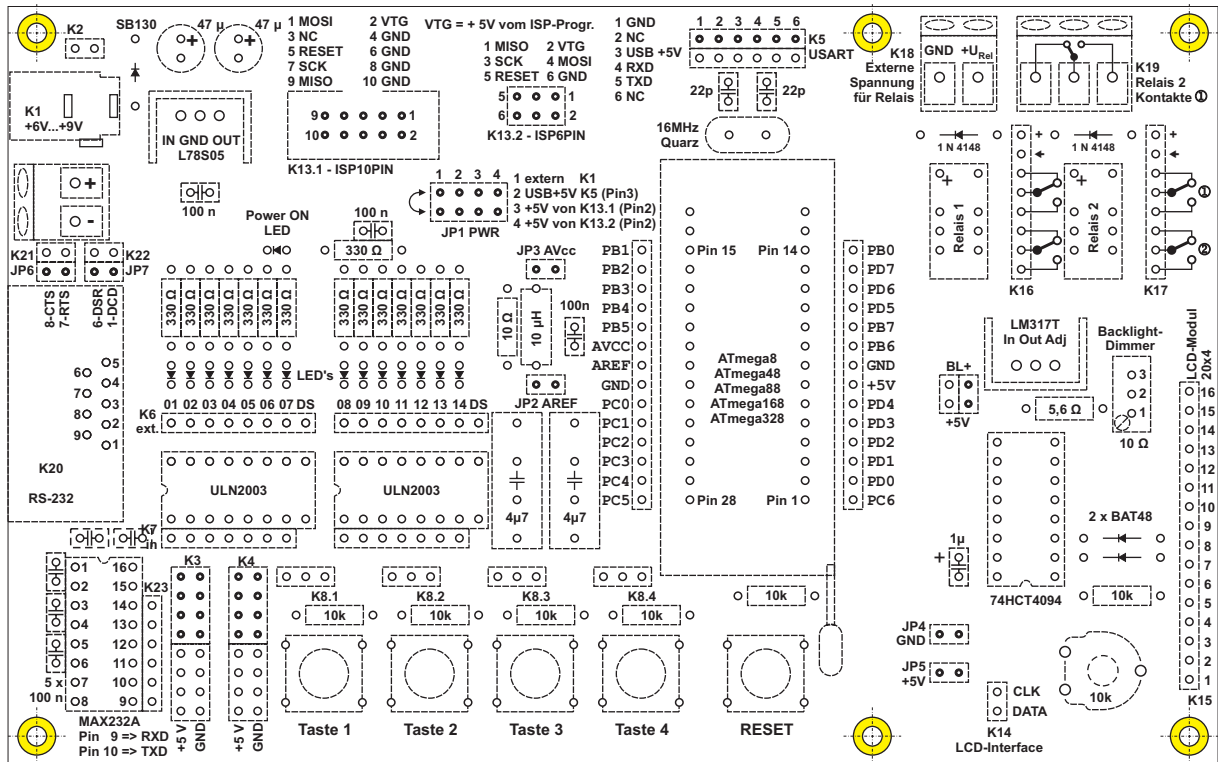 K2
SB130
47 µ
47 µ
1 MOSI 2 VTG
3 NC 4 GND
5 RESET 6 GND
7 SCK 8 GND
9 MISO 10 GND
VTG = + 5V vom ISP-Progr.
1 MISO 2 VTG
3 SCK 4 MOSI
5 RESET 6 GND
5 1
6 2
K13.2 - ISP6PIN
1 GND
2 NC
3 USB +5V
4 RXD
5 TXD
6 NC
1 2 3 4 5 6
K5
USART
22p
22p
16MHz
Quarz
K18
GND +URel
Externe
Spannung
für Relais
K19
Relais 2
Kontakte ①
K1
+6V...+9V
IN GND OUT
L78S05
9 1
10 2
K13.1 - ISP10PIN
1 N 4148
1 N 4148
+
+
+
-
100 n
Power ON
LED
100 n
330 Ω
1 2 3 4
JP1 PWR
1 extern K1
2 USB+5V K5 (Pin3)
3 +5V von K13.1 (Pin2)
4 +5V von K13.2 (Pin2)
+
Relais 1
+
Relais 2
①
②
K16
K17
K21
JP6
K22
JP7
8-CTS
7-RTS
6-DSR
1-DCD
330 Ω
330 Ω
330 Ω
330 Ω
330 Ω
330 Ω
330 Ω
330 Ω
330 Ω
330 Ω
330 Ω
330 Ω
330 Ω
330 Ω
JP3 AVcc
10 Ω
10 µH
100n
JP2 AREF
PB1
PB2
PB3
PB4
PB5
AVCC
AREF
GND
PC0
PC1
PC2
PC3
PC4
PC5
Pin 15
Pin 14
ATmega8
ATmega48
ATmega88
ATmega168
ATmega328
Pin 28
Pin 1
PB0
PD7
PD6
PD5
PB7
PB6
GND
+5V
PD4
PD3
PD2
PD1
PD0
PC6
LM317T
In Out Adj
Backlight-
Dimmer
3
2
1
10 Ω
BL+
+5V
5,6 Ω
LCD-Modul
20x4
16
15
14
13
12
11
10
9
8
7
6
5
4
3
2
1
K15
LED's
K6
ext.
01 02 03 04 05 06 07 DS
08 09 10 11 12 13 14 DS
5
4
3
2
1
6
7
8
9
K20
RS-232
ULN2003
ULN2003
4µ7
4µ7
K7
in
2 x BAT48
1µ
+
74HCT4094
10k
1 16
2 15
3 14
4 13
5 12
6 11
7 10
8 9
5 x
100 n
K23
MAX232A
Pin 9 => RXD
Pin 10 => TXD
K3
K4
+5 V
GND
+5 V
GND
K8.1
10k
Taste 1
K8.2
10k
Taste 2
K8.3
10k
Taste 3
K8.4
10k
Taste 4
10k
RESET
JP4
GND
JP5
+5V
CLK
DATA
K14
LCD-Interface
10k